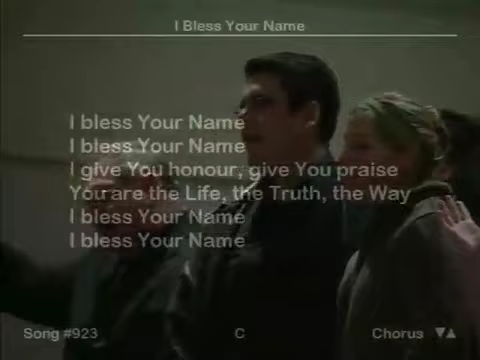 I Bless Your Name
I bless Your Name
I bless Your Name
I give You honour, give You praise
You are the Life, the Truth, the Way
I bless Your Name
I bless Your Name
Song #923 C Chorus ▼▲